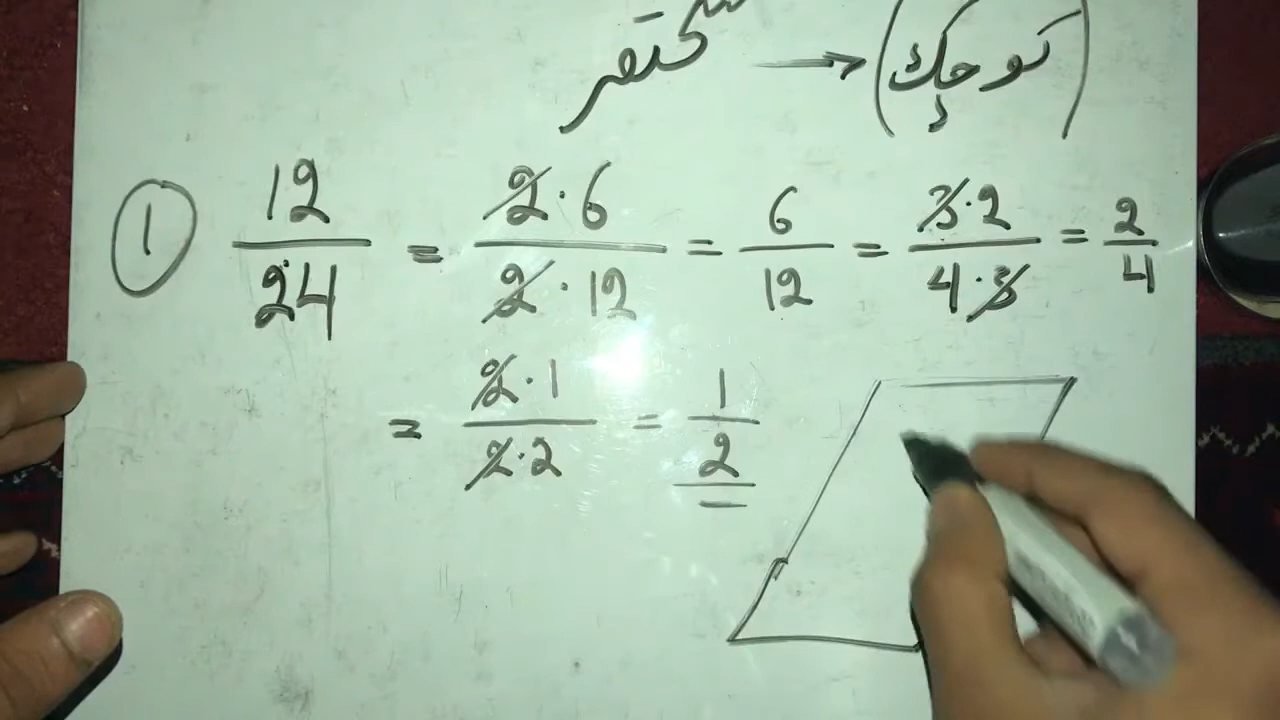 مختصر → (کوچک)
① 12/24 = 2·6/2·12 = 6/12 = 3·2/4·3 = 2/4
= 2·1/2·2 = 1/2